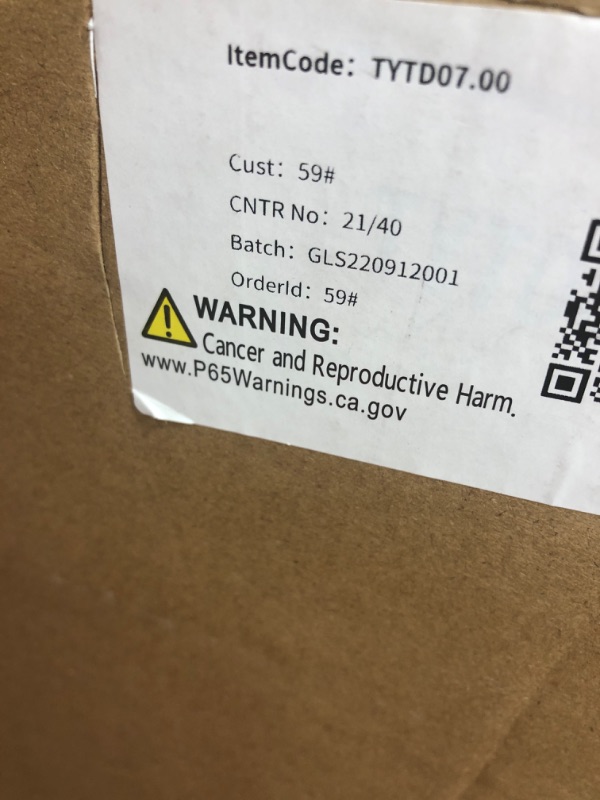 ItemCode: TYTD07.00
Cust: 59#
CNTR No: 21/40
Batch: GLS220912001
OrderId: 59#
WARNING:
Cancer and Reproductive Harm.
www.P65Warnings.ca.gov